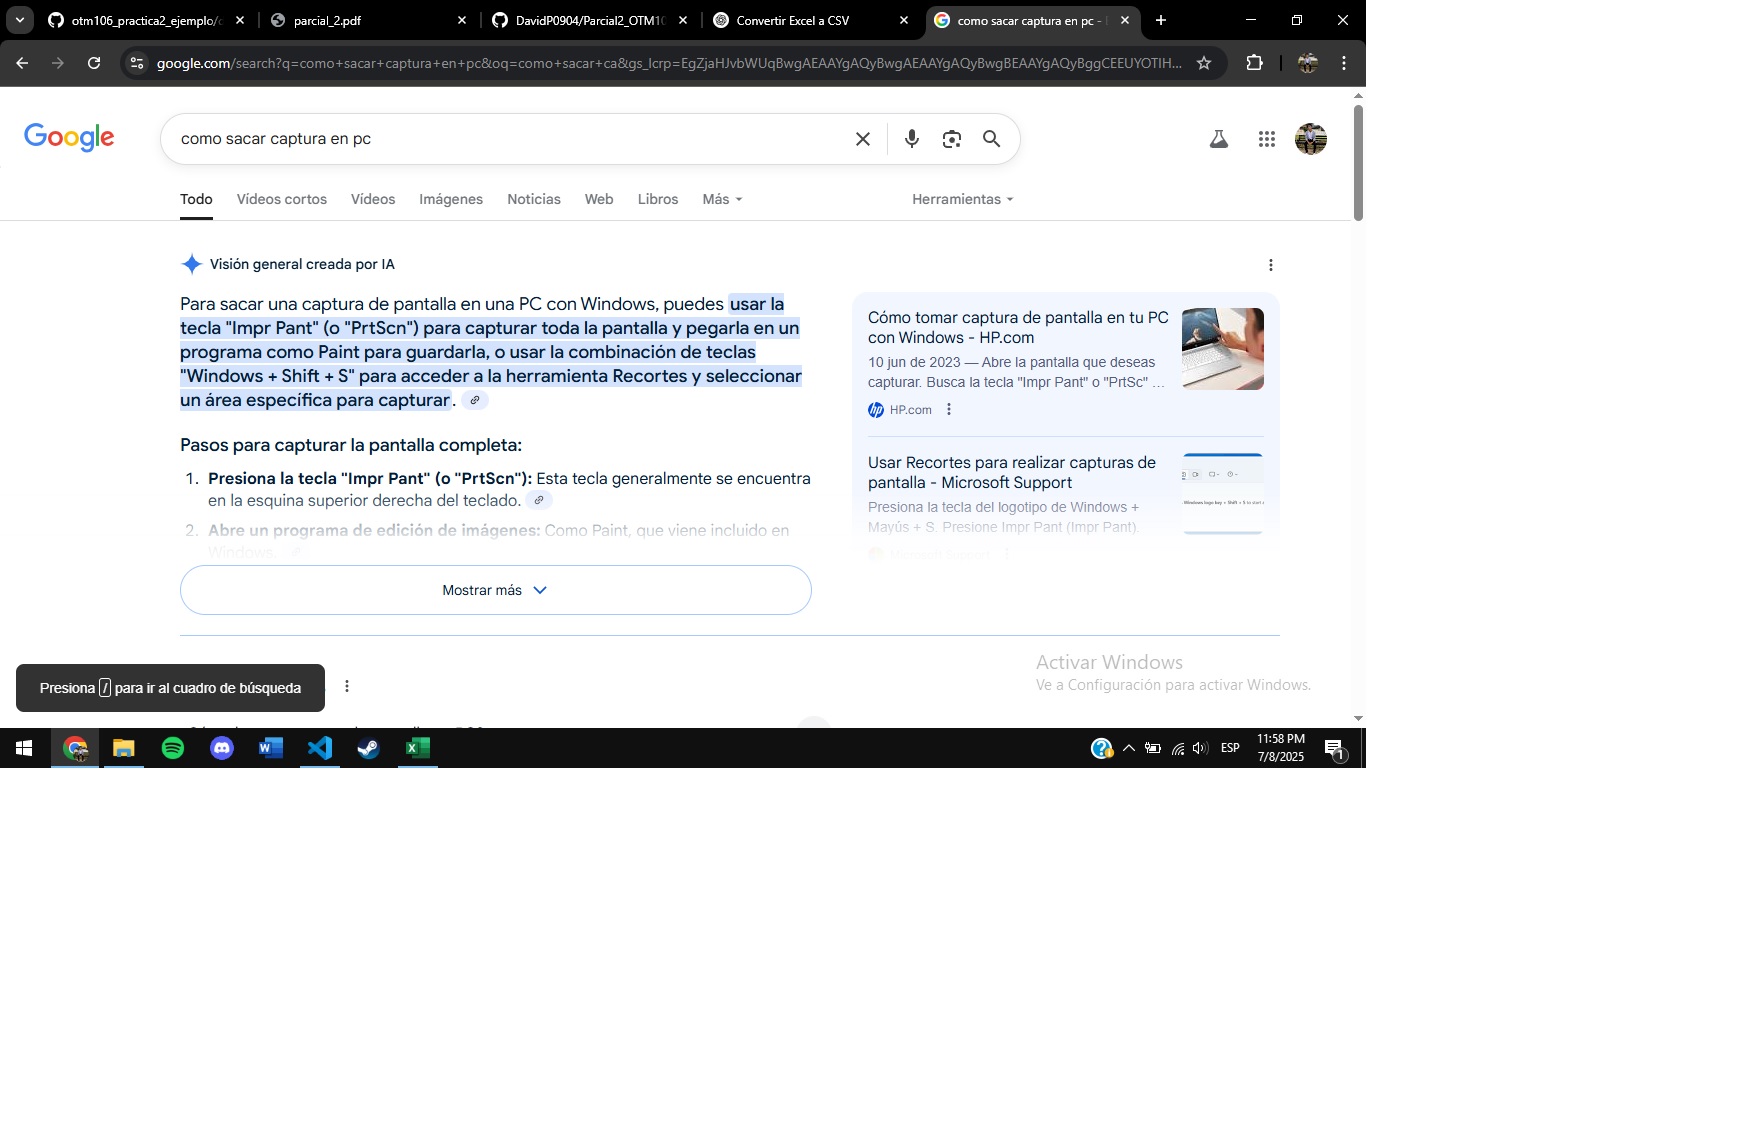 otm106_practica2_ejemplo/
parcial_2.pdf
DavidP0904/Parcial2_OTM10
Convertir Excel a CSV
como sacar captura en pc -
google.com/search?q=como+sacar+captura+en+pc&oq=como+sacar+ca&gs_lcrp=EgZjaHJvbWUqBwgAEAAYgAQyBwgAEAAYgAQyBwgBEAAYgAQyBggCEEUYOTIH...
Google
como sacar captura en pc
Todo
Vídeos cortos
Vídeos
Imágenes
Noticias
Web
Libros
Más
Herramientas
Visión general creada por IA
Para sacar una captura de pantalla en una PC con Windows, puedes usar la
tecla "Impr Pant" (o "PrtScn") para capturar toda la pantalla y pegarla en un
programa como Paint para guardarla, o usar la combinación de teclas
"Windows + Shift + S" para acceder a la herramienta Recortes y seleccionar
un área específica para capturar.
Pasos para capturar la pantalla completa:
1. Presiona la tecla "Impr Pant" (o "PrtScn"): Esta tecla generalmente se encuentra
en la esquina superior derecha del teclado.
2. Abre un programa de edición de imágenes: Como Paint, que viene incluido en
Windows.
Mostrar más
Cómo tomar captura de pantalla en tu PC
con Windows - HP.com
10 jun de 2023 — Abre la pantalla que deseas
capturar. Busca la tecla "Impr Pant" o "PrtSc" ...
hp HP.com
Usar Recortes para realizar capturas de
pantalla - Microsoft Support
Presiona la tecla del logotipo de Windows +
Mayús + S. Presione Impr Pant (Impr Pant).
Microsoft Support
Activar Windows
Ve a Configuración para activar Windows.
Presiona / para ir al cuadro de búsqueda
ESP
11:58 PM
7/8/2025
1